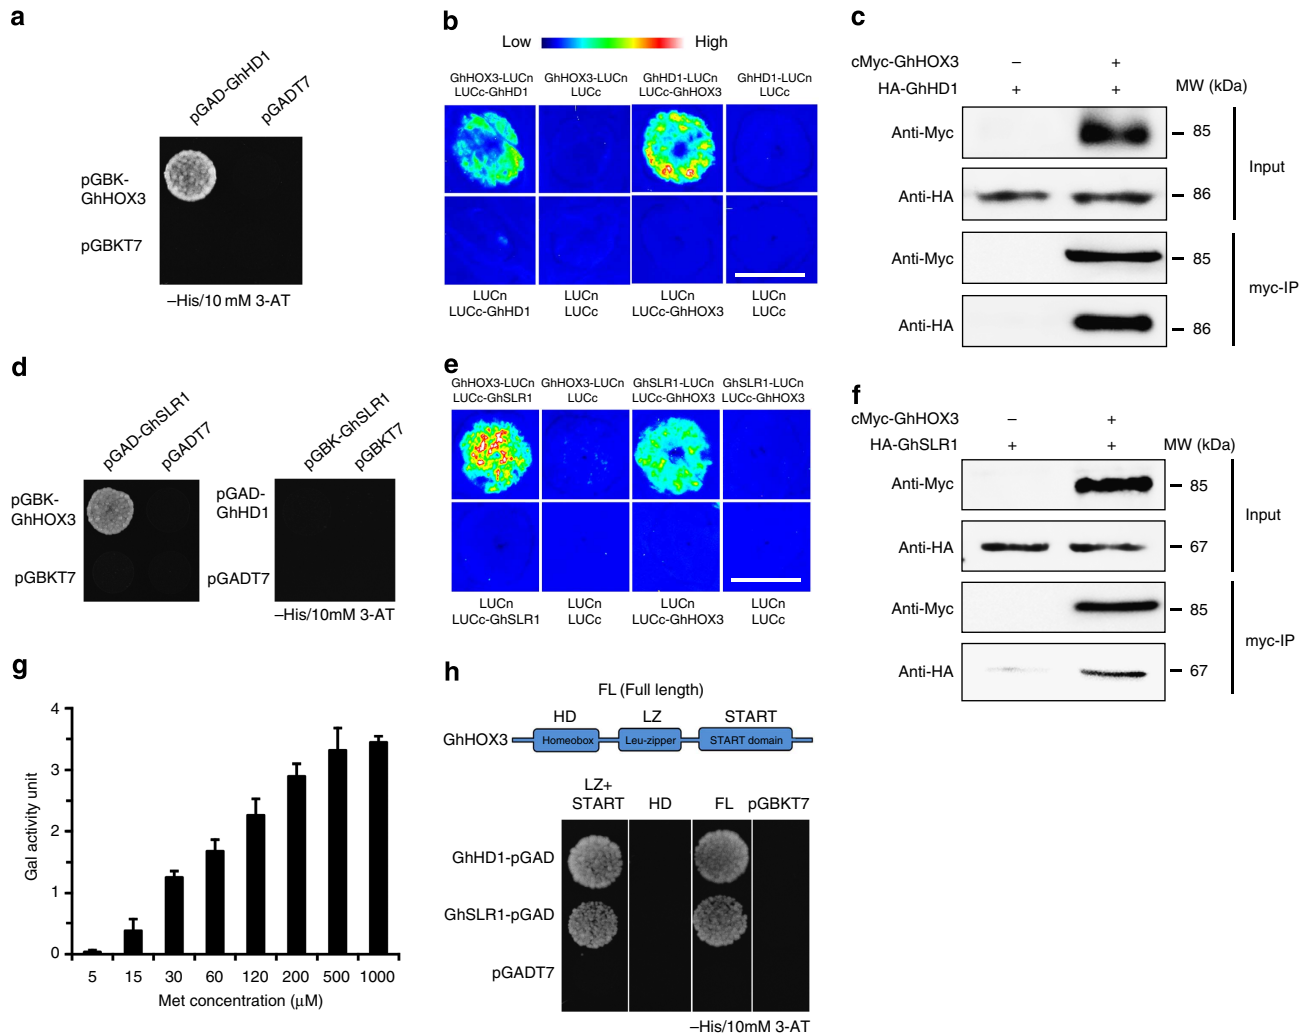 a
pGAD-GhHD1
pGADT7
pGBK-
GhHOX3
pGBKT7
–His/10 mM 3-AT
b
Low
High
GhHOX3-LUCn
LUCc-GhHD1
GhHOX3-LUCn
LUCc
GhHD1-LUCn
LUCc-GhHOX3
GhHD1-LUCn
LUCc
LUCn
LUCc-GhHD1
LUCn
LUCc
LUCn
LUCc-GhHOX3
LUCn
LUCc
c
cMyc-GhHOX3 – +
HA-GhHD1 + + MW (kDa)
Anti-Myc – 85
Anti-HA – 86
Input
Anti-Myc – 85
Anti-HA – 86
myc-IP
d
pGAD-GhSLR1
pGADT7
pGBK-
GhHOX3
pGBKT7
pGBK-GhSLR1
pGBKT7
pGAD-
GhHD1
pGADT7
–His/10mM 3-AT
e
GhHOX3-LUCn
LUCc-GhSLR1
GhHOX3-LUCn
LUCc
GhSLR1-LUCn
LUCc-GhHOX3
GhSLR1-LUCn
LUCc-GhHOX3
LUCn
LUCc-GhSLR1
LUCn
LUCc
LUCn
LUCc-GhHOX3
LUCn
LUCc
f
cMyc-GhHOX3 – +
HA-GhSLR1 + + MW (kDa)
Anti-Myc – 85
Anti-HA – 67
Input
Anti-Myc – 85
Anti-HA – 67
myc-IP
g
Gal activity unit
4
3
2
1
0
5 15 30 60 120 200 500 1000
Met concentration (μM)
h
FL (Full length)
HD LZ START
GhHOX3
Homeobox Leu-zipper START domain
LZ+
START
HD
FL
pGBKT7
GhHD1-pGAD
GhSLR1-pGAD
pGADT7
–His/10mM 3-AT